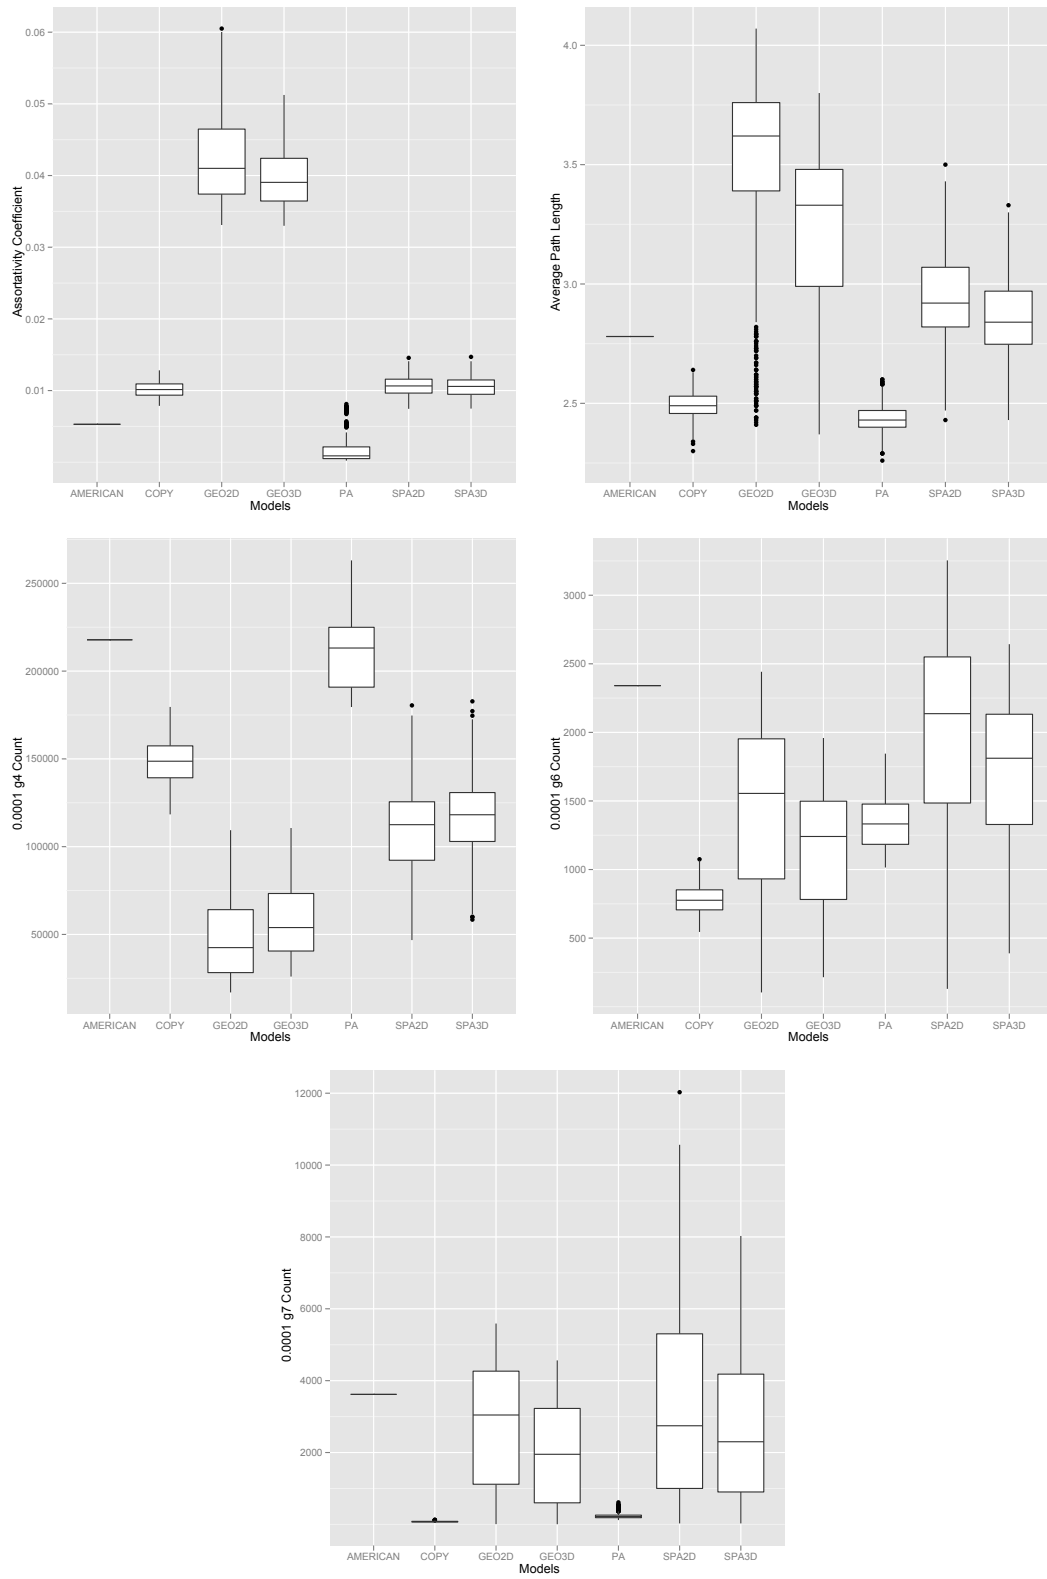 Assortativity Coefficient
0.06
0.05
0.04
0.03
0.02
0.01
AMERICAN COPY GEO2D GEO3D PA SPA2D SPA3D
Models
Average Path Length
4.0
3.5
3.0
2.5
AMERICAN COPY GEO2D GEO3D PA SPA2D SPA3D
Models
0.0001 g4 Count
250000
200000
150000
100000
50000
AMERICAN COPY GEO2D GEO3D PA SPA2D SPA3D
Models
0.0001 g6 Count
3000
2500
2000
1500
1000
500
AMERICAN COPY GEO2D GEO3D PA SPA2D SPA3D
Models
0.0001 g7 Count
12000
10000
8000
6000
4000
2000
AMERICAN COPY GEO2D GEO3D PA SPA2D SPA3D
Models